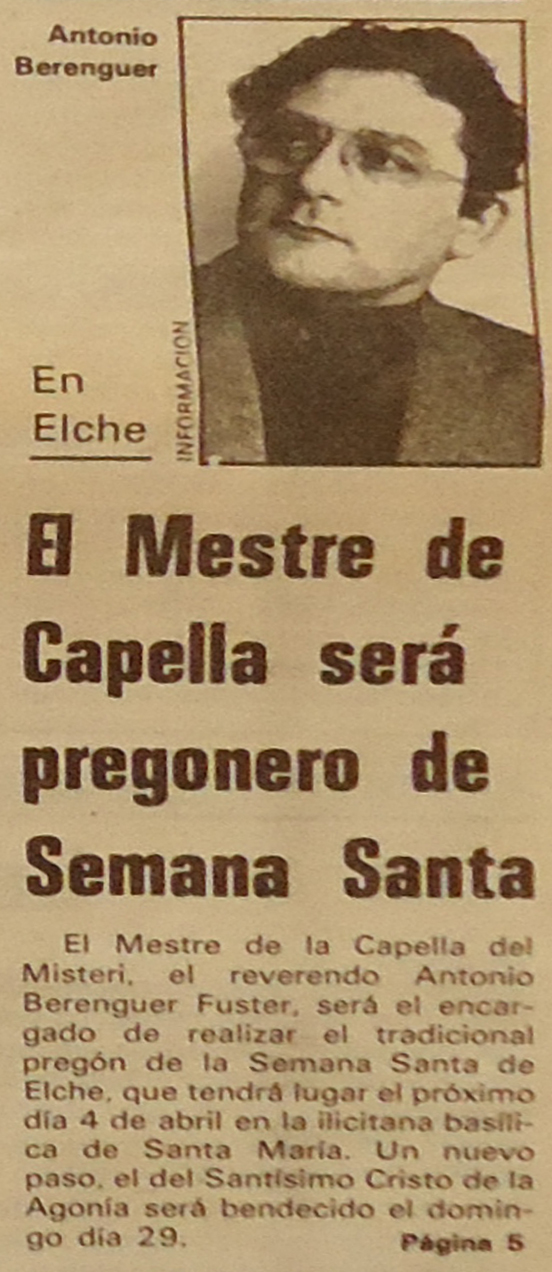 Antonio
Berenguer
INFORMACION
En
Elche
El Mestre de
Capella será
pregonero de
Semana Santa
El Mestre de la Capella del
Misteri, el reverendo Antonio
Berenguer Fuster, será el encar-
gado de realizar el tradicional
pregón de la Semana Santa de
Elche, que tendrá lugar el próximo
día 4 de abril en la ilicitana basíli-
ca de Santa María. Un nuevo
paso, el del Santísimo Cristo de la
Agonía será bendecido el domin-
go día 29. Página 5